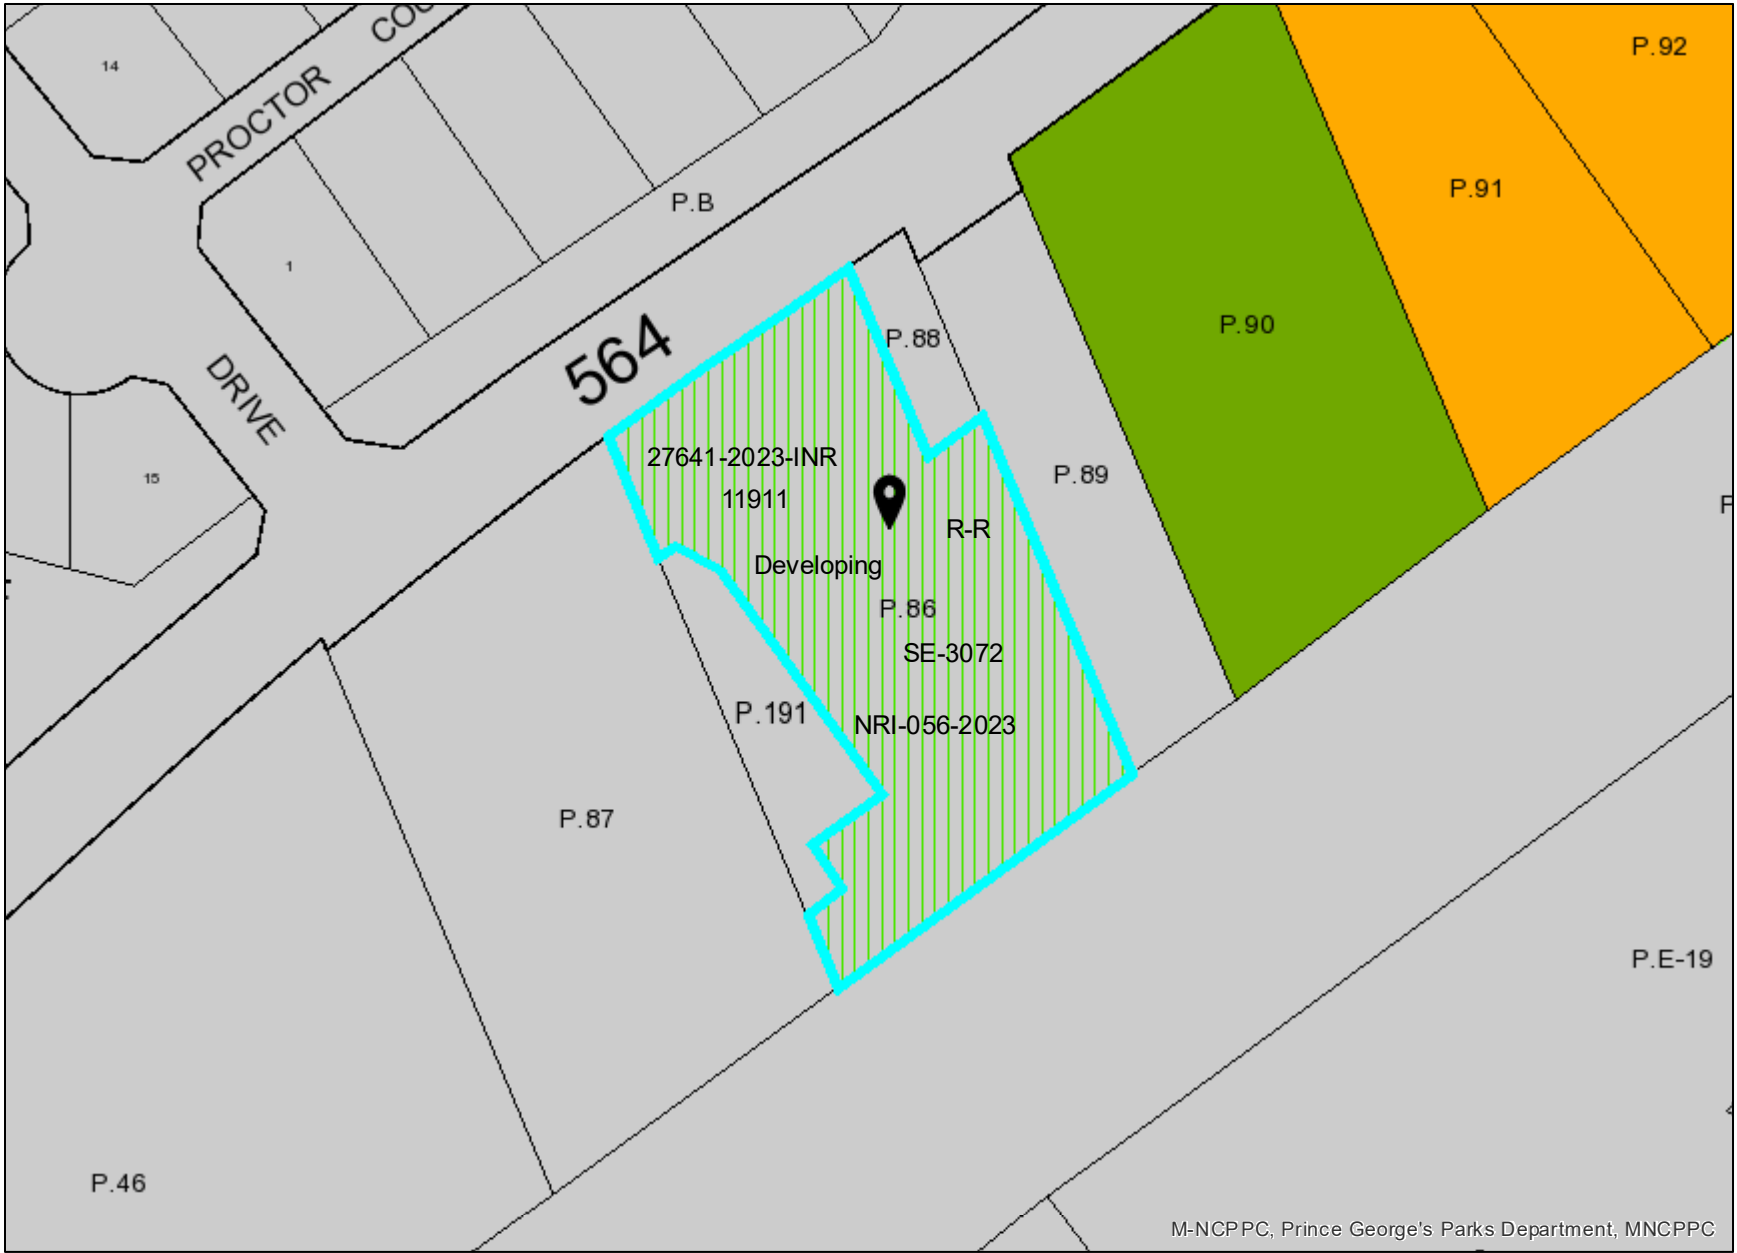 COU
14
P.92
PROCTOR
P.91
P.B
1
P.90
P.88
564
DRIVE
27641-2023-INR
P.89
15
11911
R-R
Developing
P.86
SE-3072
P.191
NRI-056-2023
P.87
P.E-19
P.46
M-NCPPC, Prince George's Parks Department, MNCPPC